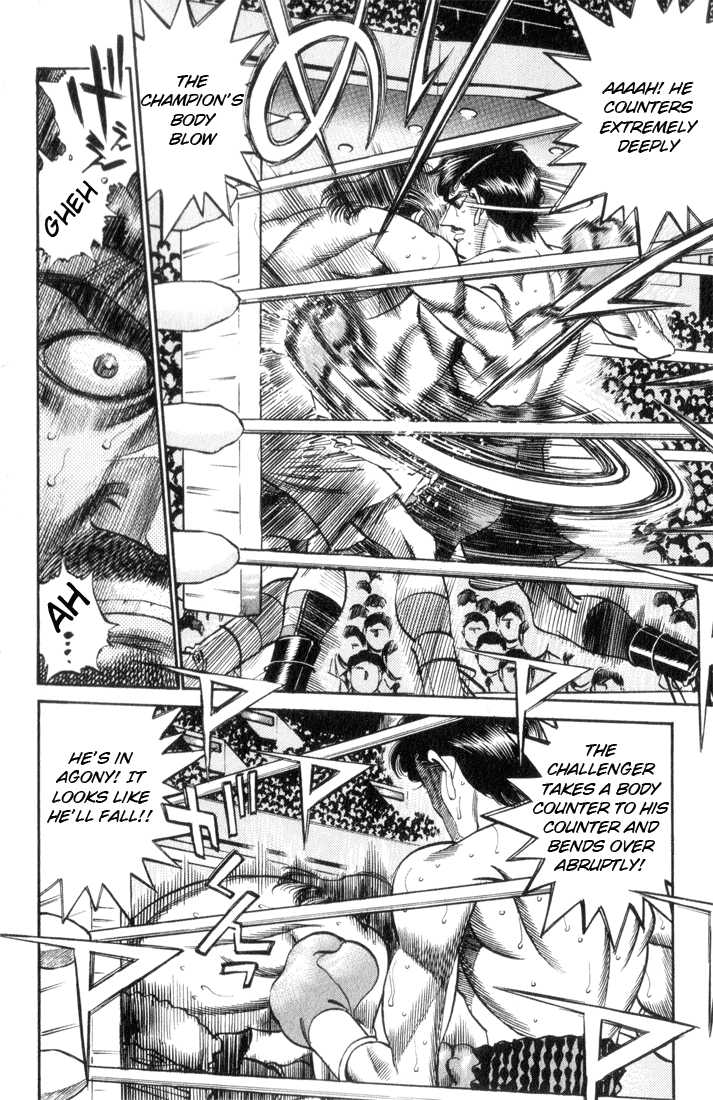 AAAAH! HE
COUNTERS
EXTREMELY
DEEPLY
THE
CHAMPION'S
BODY
BLOW
GHEH
AH
...
THE
CHALLENGER
TAKES A BODY
COUNTER TO HIS
COUNTER AND
BENDS OVER
ABRUPTLY!
HE'S IN
AGONY! IT
LOOKS LIKE
HE'LL FALL!!